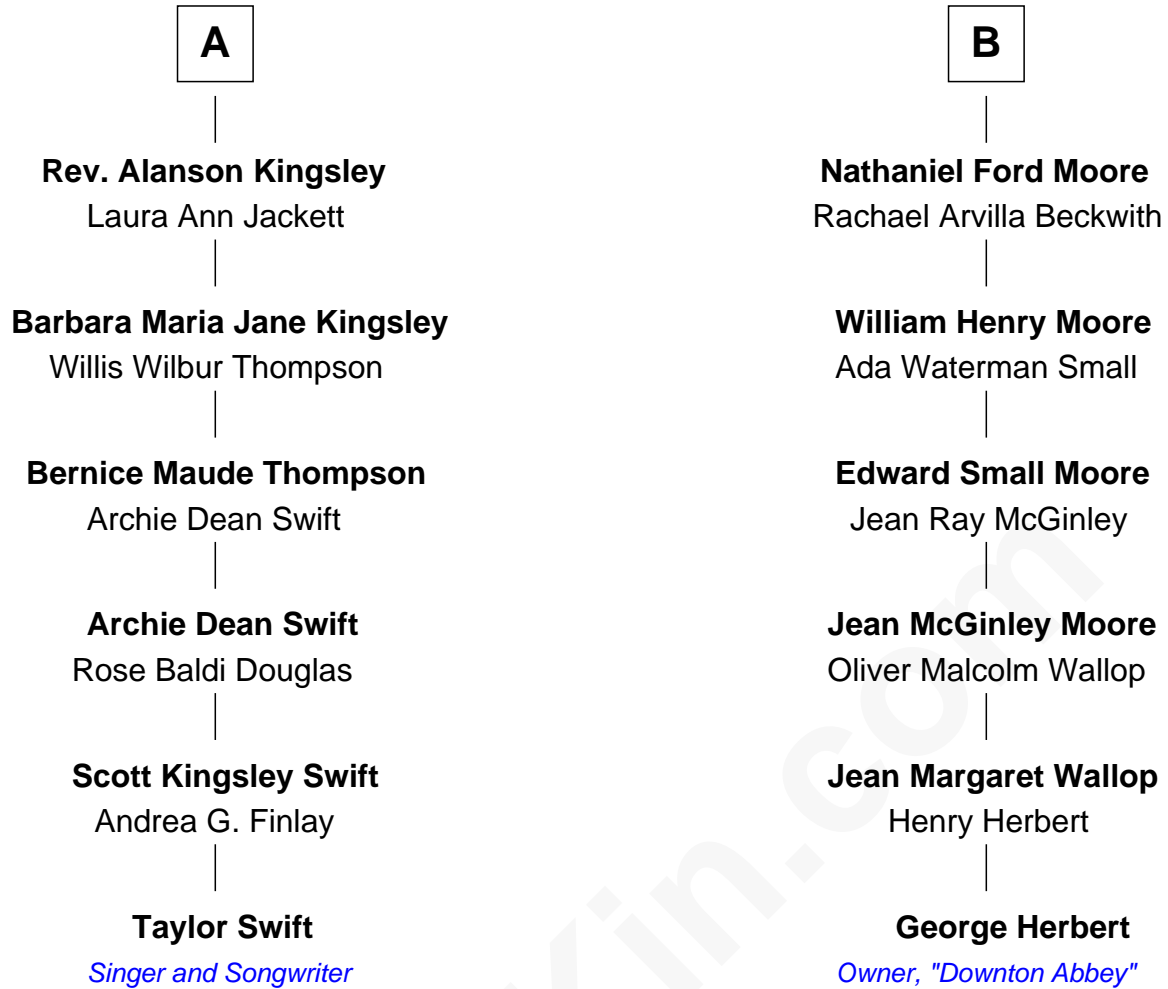 A
Rev. Alanson Kingsley
Laura Ann Jackett
Barbara Maria Jane Kingsley
Willis Wilbur Thompson
Bernice Maude Thompson
Archie Dean Swift
Archie Dean Swift
Rose Baldi Douglas
Scott Kingsley Swift
Andrea G. Finlay
Taylor Swift
Singer and Songwriter
B
Nathaniel Ford Moore
Rachael Arvilla Beckwith
William Henry Moore
Ada Waterman Small
Edward Small Moore
Jean Ray McGinley
Jean McGinley Moore
Oliver Malcolm Wallop
Jean Margaret Wallop
Henry Herbert
George Herbert
Owner, "Downton Abbey"